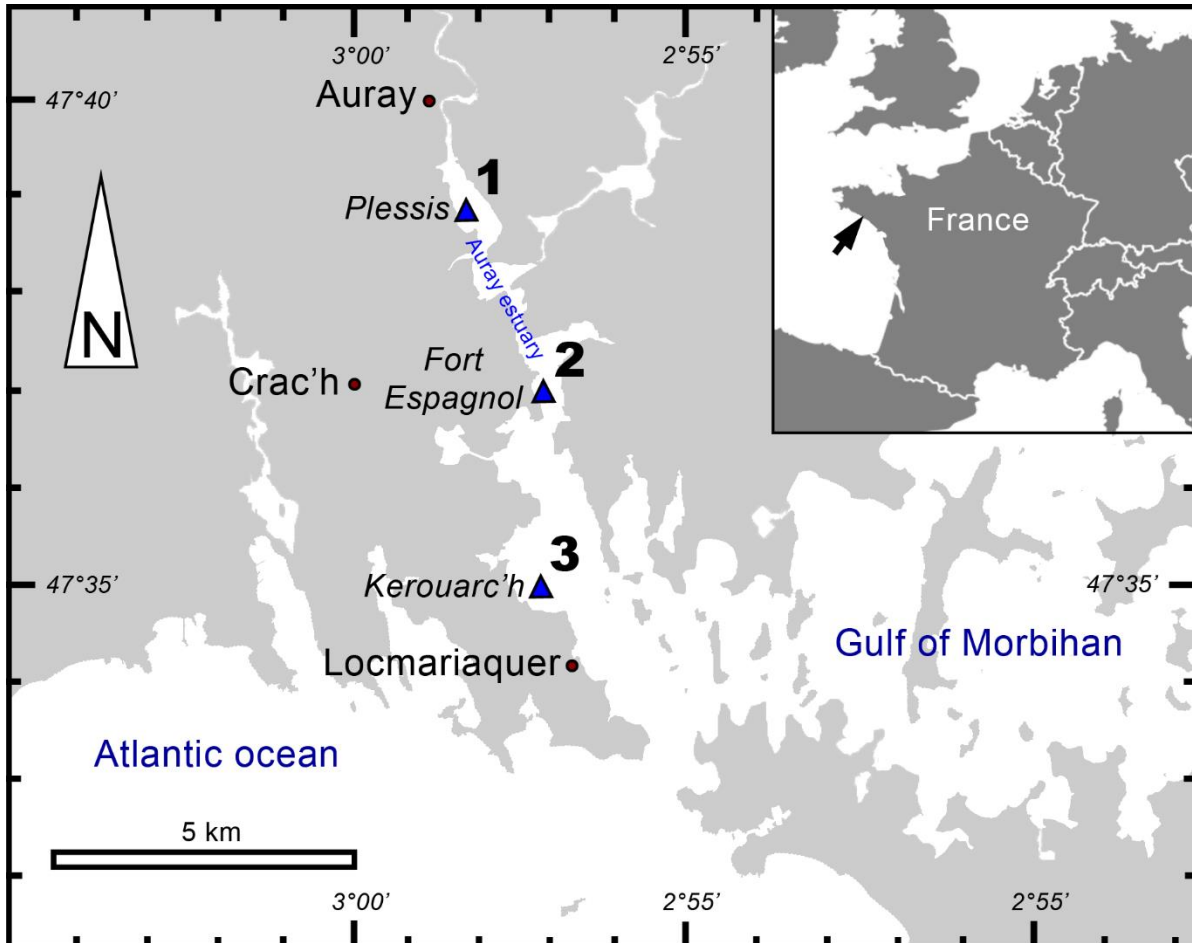 3°00’
2°55’
47°40’
Auray
1
Plessis
Auray estuary
France
N
Fort
Espagnol
2
Crac’h
3
Kerouarc’h
47°35’
47°35’
Locmariaquer
Gulf of Morbihan
Atlantic ocean
5 km
3°00’
2°55’
2°55’